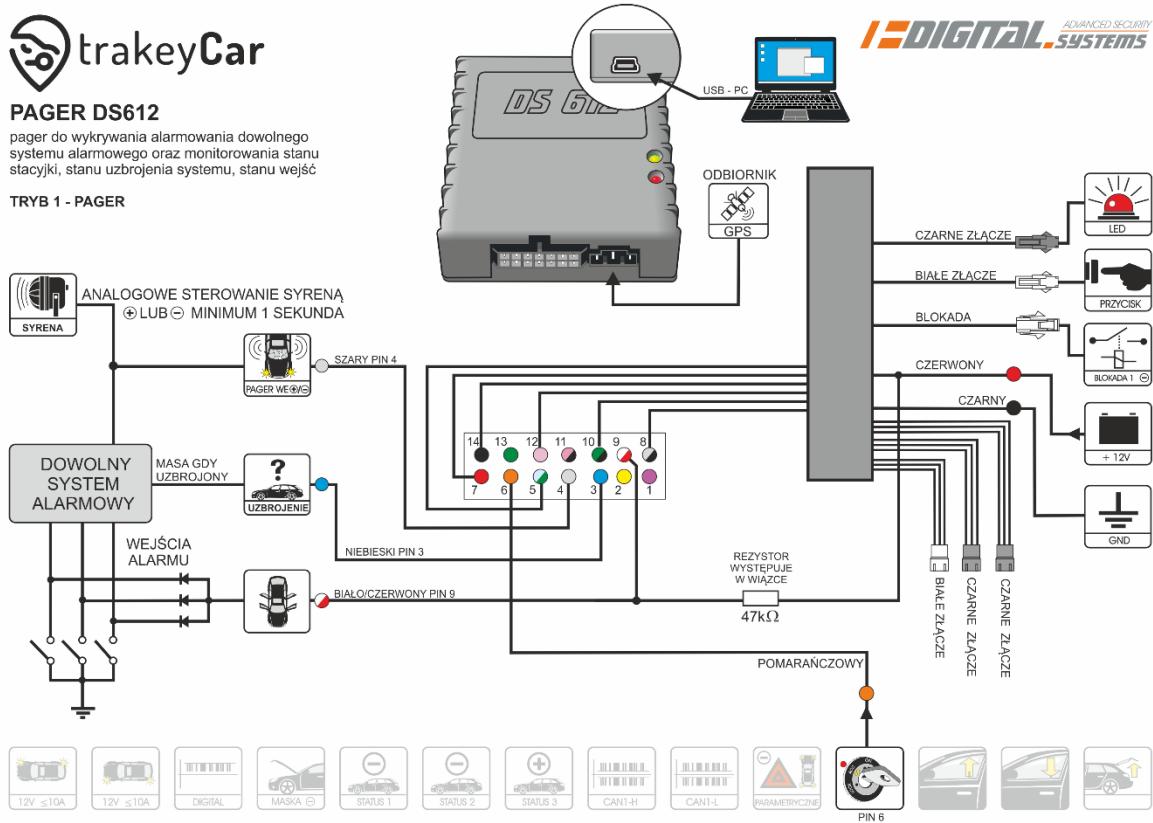 trakeyCar
PAGER DS612
pager do wykrywania alarmowania dowolnego
systemu alarmowego oraz monitorowania stanu
stacyjki, stanu uzbrojenia systemu, stanu wejść
TRYB 1 - PAGER
DS 612
USB - PC
DIGITAL.SYSTEMS
ADVANCED SECURITY
ODBIORNIK
GPS
CZARNE ZŁĄCZE
LED
BIAŁE ZŁĄCZE
PRZYCISK
BLOKADA
BLOKADA 1 ⊖
CZERWONY
+ 12V
CZARNY
GND
SYRENA
ANALOGOWE STEROWANIE SYRENĄ
⊕ LUB ⊖ MINIMUM 1 SEKUNDA
PAGER WE⊕/⊖
SZARY PIN 4
DOWOLNY
SYSTEM
ALARMOWY
MASA GDY
UZBROJONY
?
UZBROJENIE
NIEBIESKI PIN 3
WEJŚCIA
ALARMU
BIAŁO/CZERWONY PIN 9
14 13 12 11 10 9 8
7 6 5 4 3 2 1
REZYSTOR
WYSTĘPUJE
W WIĄZCE
47kΩ
BIAŁE ZŁĄCZE
CZARNE ZŁĄCZE
CZARNE ZŁĄCZE
POMARAŃCZOWY
12V ≤10A
12V ≤10A
DIGITAL
MASKA ⊖
STATUS 1
STATUS 2
STATUS 3
CAN1-H
CAN1-L
PARAMETRYCZNE
PIN 6